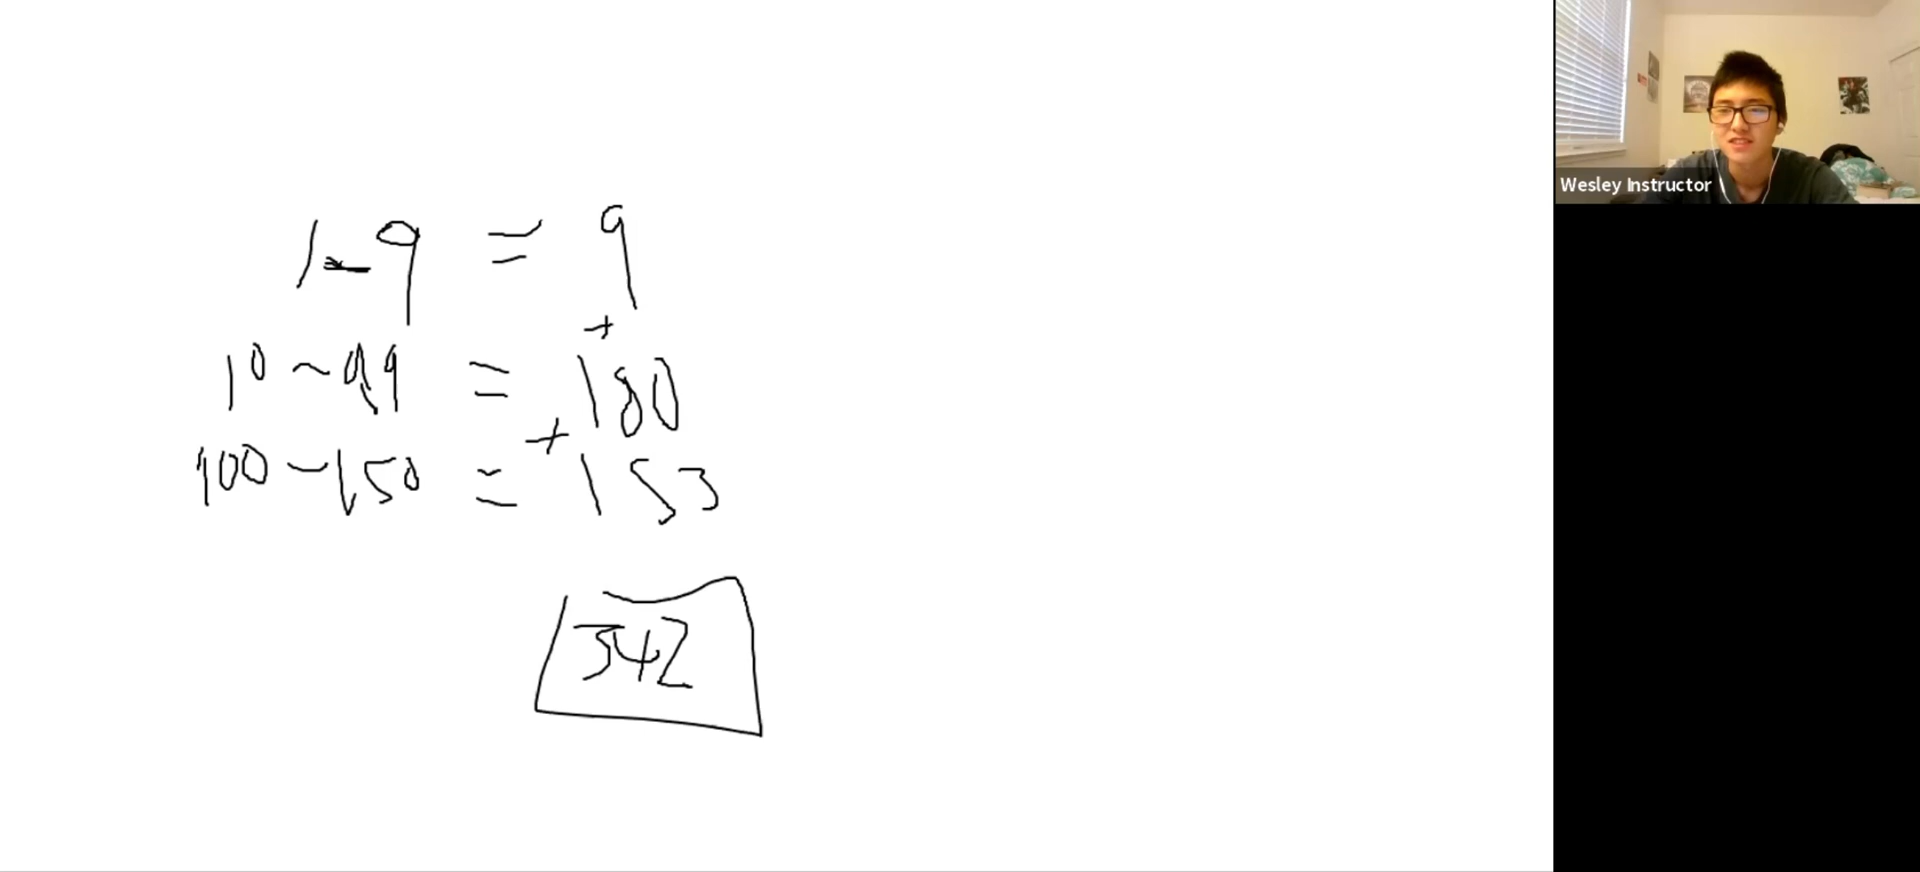 1-9 = 9
+
10 ~ 99 = 180
+
100 - 150 = 153
342
Wesley Instructor